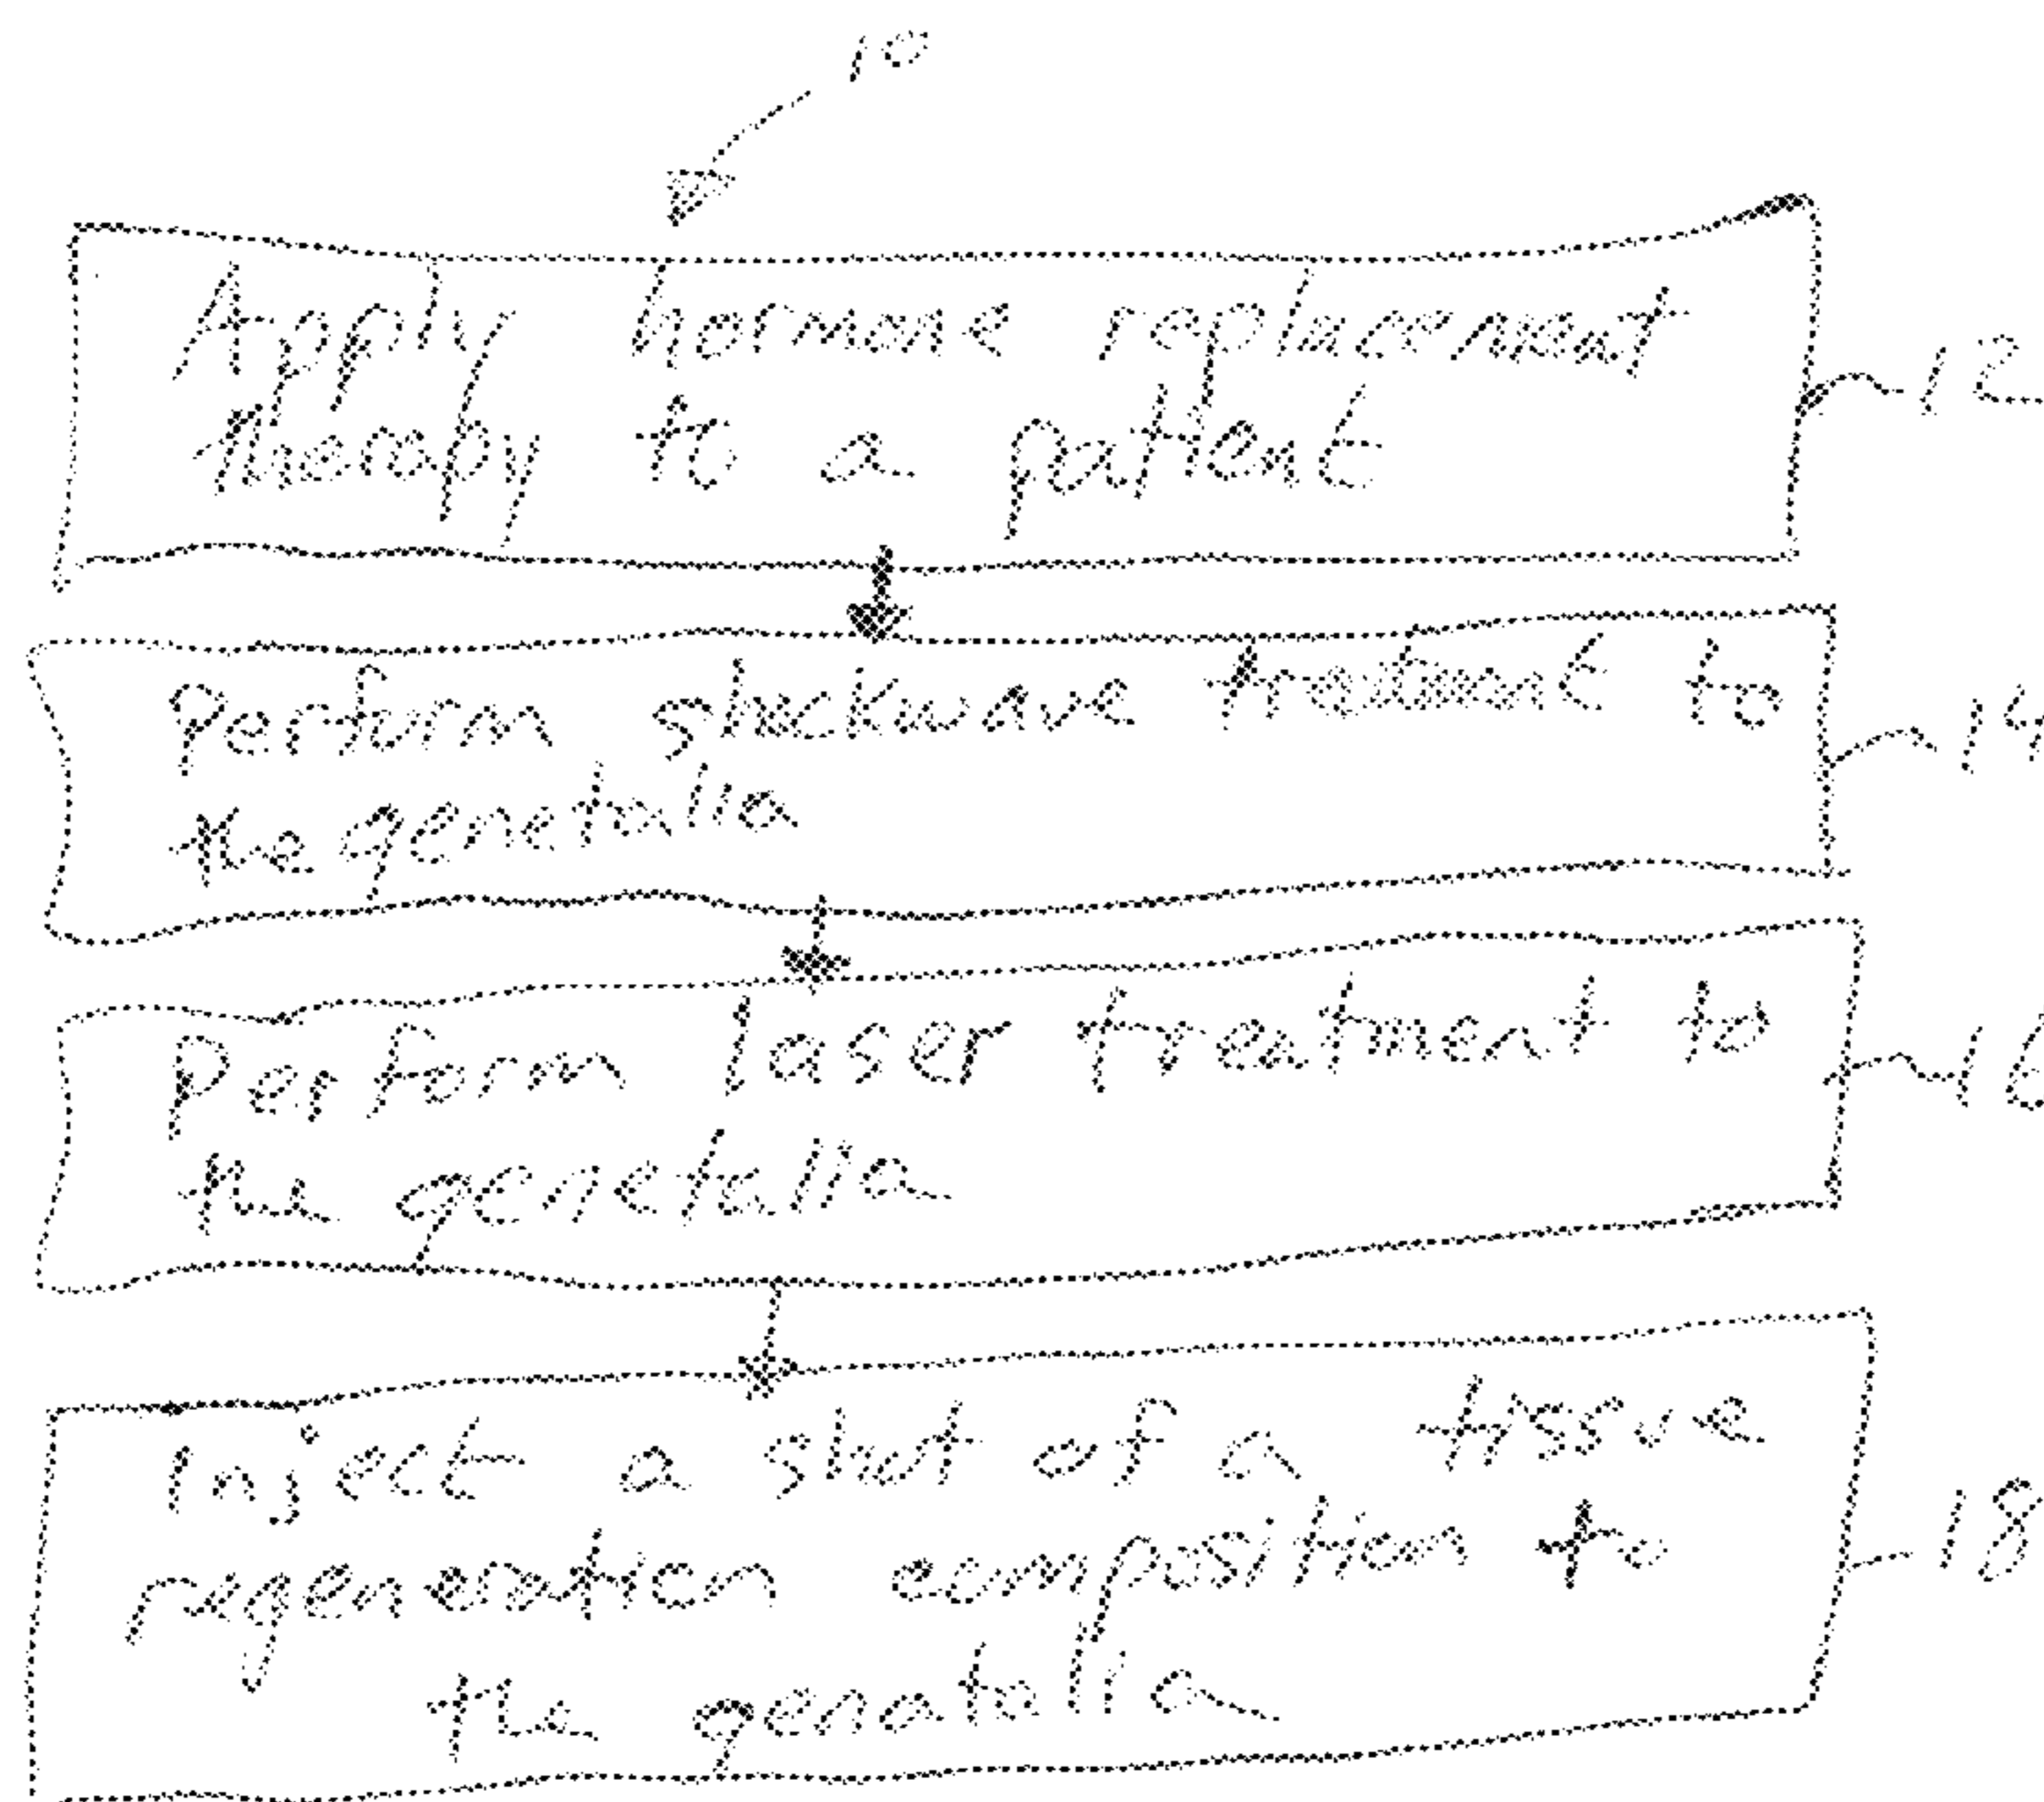 10
Apply hormone replacement
therapy to a patient
12
Perform shockwave treatment to
the genetalia
14
Perform laser treatment to
the genetalia
16
Inject a shot of a tissue
regeneration composition to
the genatalia
18